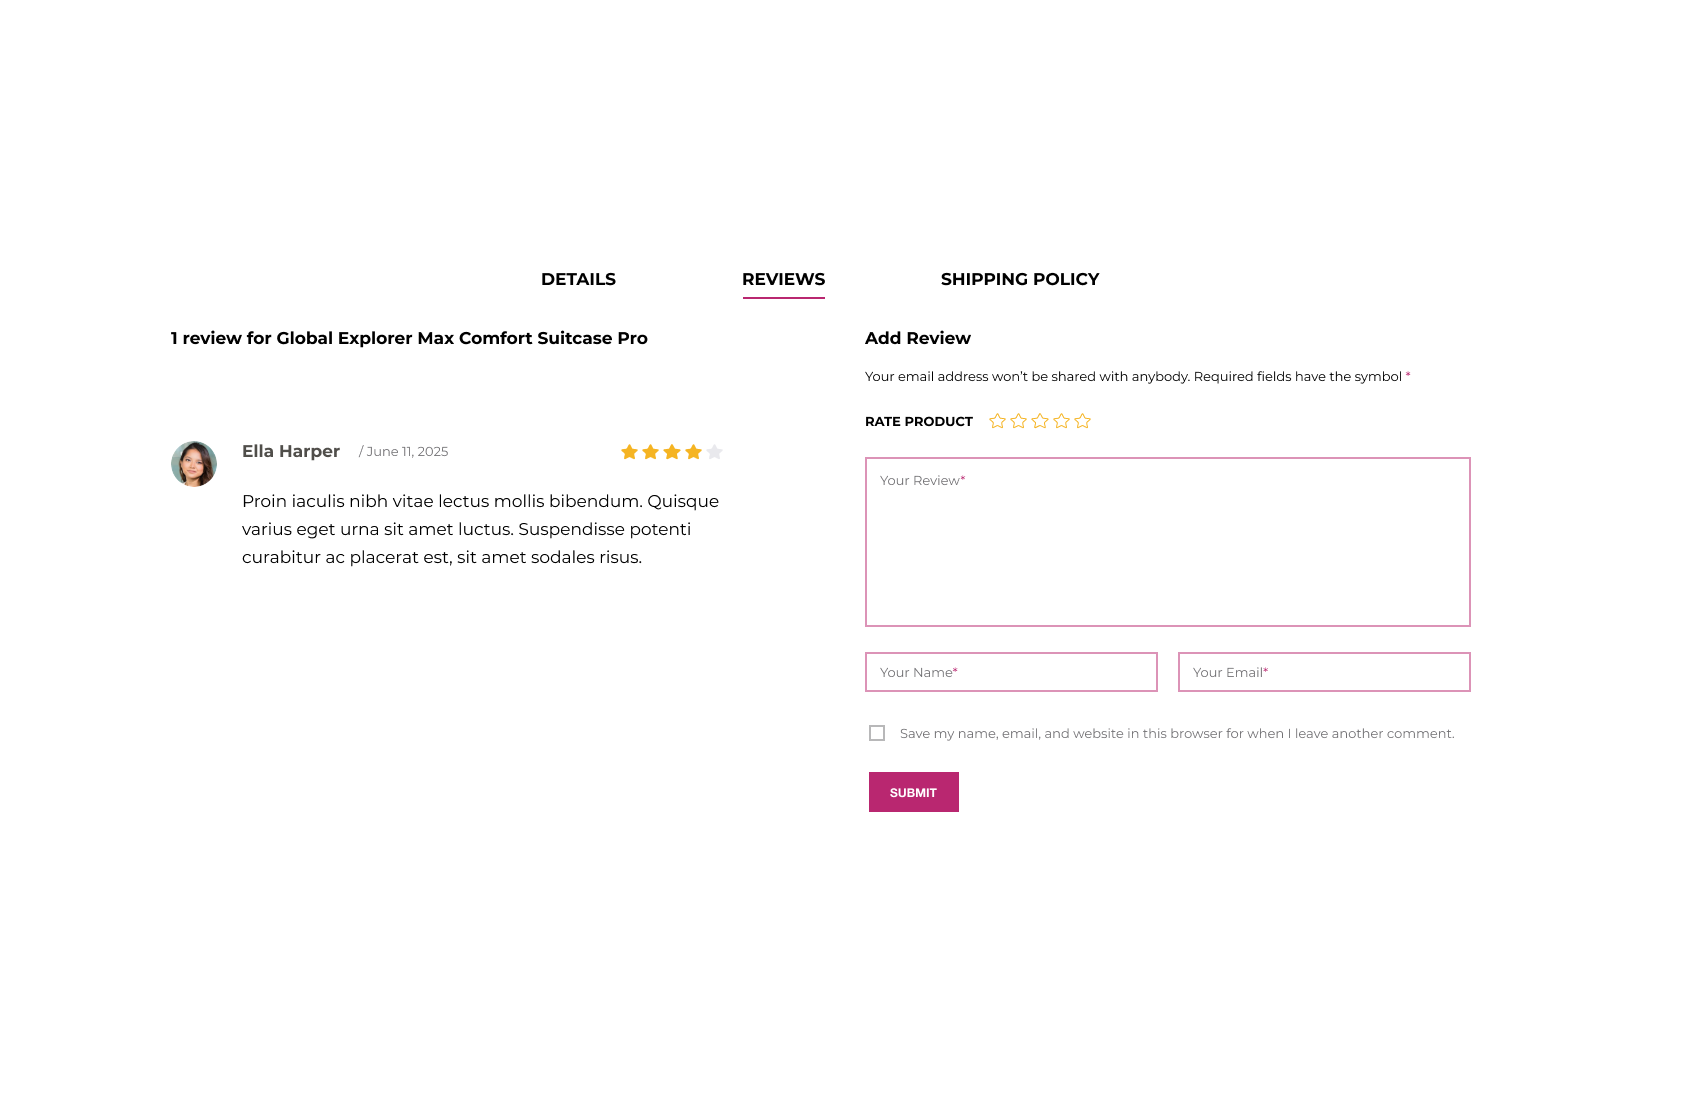 DETAILS
REVIEWS
SHIPPING POLICY
1 review for Global Explorer Max Comfort Suitcase Pro
Ella Harper
/ June 11, 2025
Proin iaculis nibh vitae lectus mollis bibendum. Quisque
varius eget urna sit amet luctus. Suspendisse potenti
curabitur ac placerat est, sit amet sodales risus.
Add Review
Your email address won’t be shared with anybody. Required fields have the symbol *
RATE PRODUCT
Your Review*
Your Name*
Your Email*
Save my name, email, and website in this browser for when I leave another comment.
SUBMIT